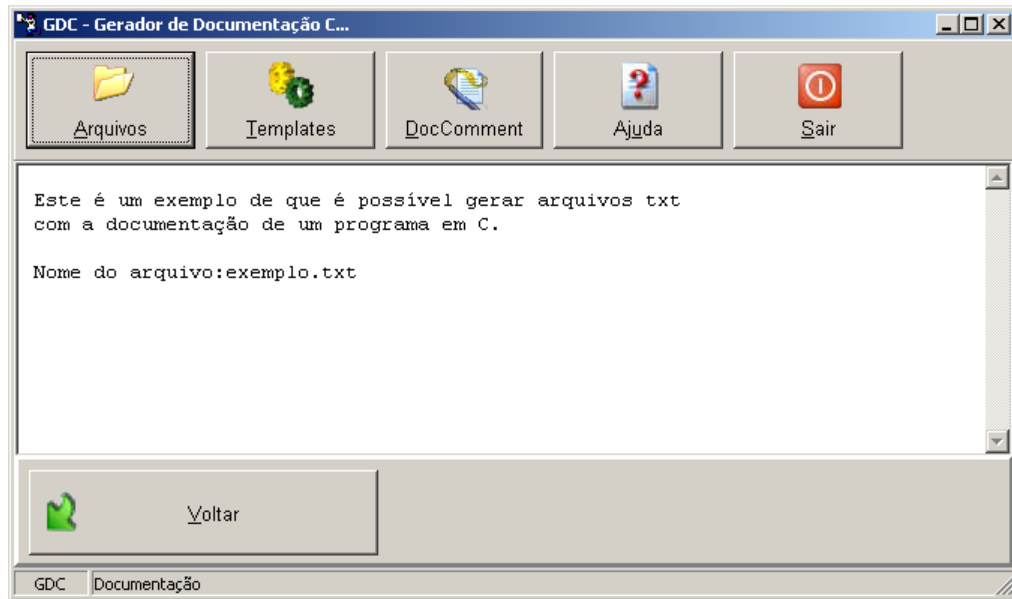 GDC - Gerador de Documentação C...
Arquivos
Templates
DocComment
Ajuda
Sair
Este é um exemplo de que é possível gerar arquivos txt
com a documentação de um programa em C.
Nome do arquivo:exemplo.txt
Voltar
GDC
Documentação